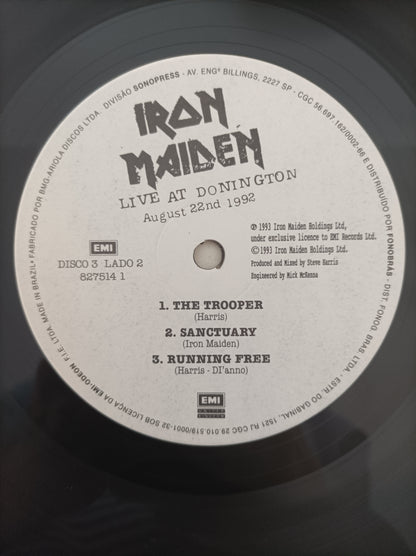 IRON
MAIDEN
LIVE AT DONINGTON
August 22nd 1992
EMI
DISCO 3 LADO 2
827514 1
℗ 1993 Iron Maiden Holdings Ltd,
under exclusive licence to EMI Records Ltd.
© 1993 Iron Maiden Holdings Ltd,
Produced and Mixed by Steve Harris
Engineered by Mick McKenna
1. THE TROOPER
(Harris)
2. SANCTUARY
(Iron Maiden)
3. RUNNING FREE
(Harris - DI'anno)
EMI
UNITED
MADE IN BRAZIL • FABRICADO POR BMG-ARIOLA DISCOS LTDA. DIVISÃO SONOPRESS - AV. ENGº BILLINGS, 2227 SP - CGC 56 697 162/0002-66 E DISTRIBUÍDO POR FONOBRÁS - DIST. FONOG. BRAS. LTDA - ESTR. DO GABINAL, 1521 RJ CGC 29 010 519/0001-32 SOB LICENÇA DA EMI-ODEON F.I.E. LTDA